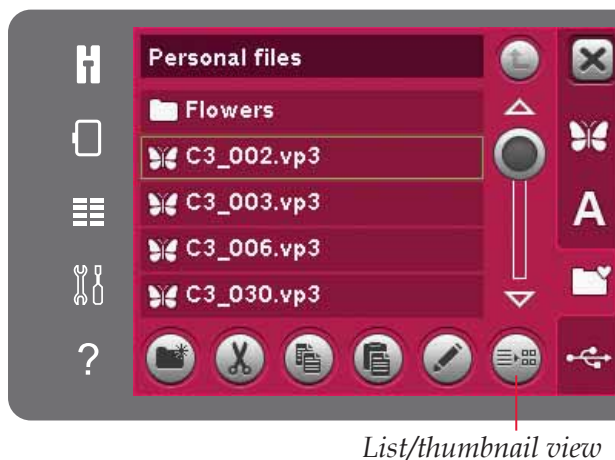 Personal files
Flowers
C3_002.vp3
C3_003.vp3
C3_006.vp3
C3_030.vp3
A
?
List/thumbnail view